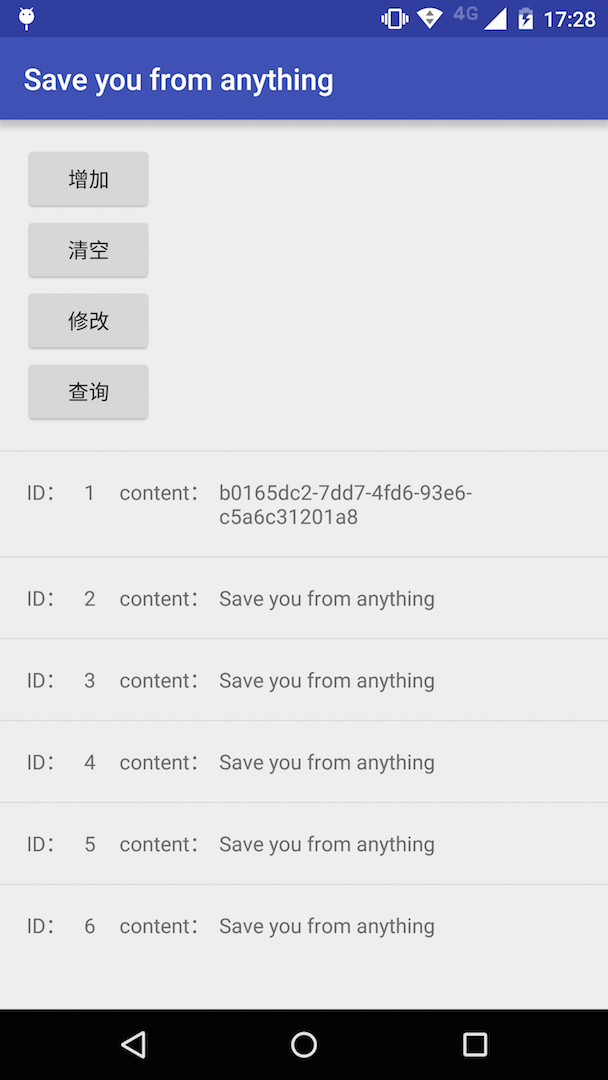 4G 17:28
Save you from anything
增加
清空
修改
查询
ID： 1 content： b0165dc2-7dd7-4fd6-93e6-
c5a6c31201a8
ID： 2 content： Save you from anything
ID： 3 content： Save you from anything
ID： 4 content： Save you from anything
ID： 5 content： Save you from anything
ID： 6 content： Save you from anything